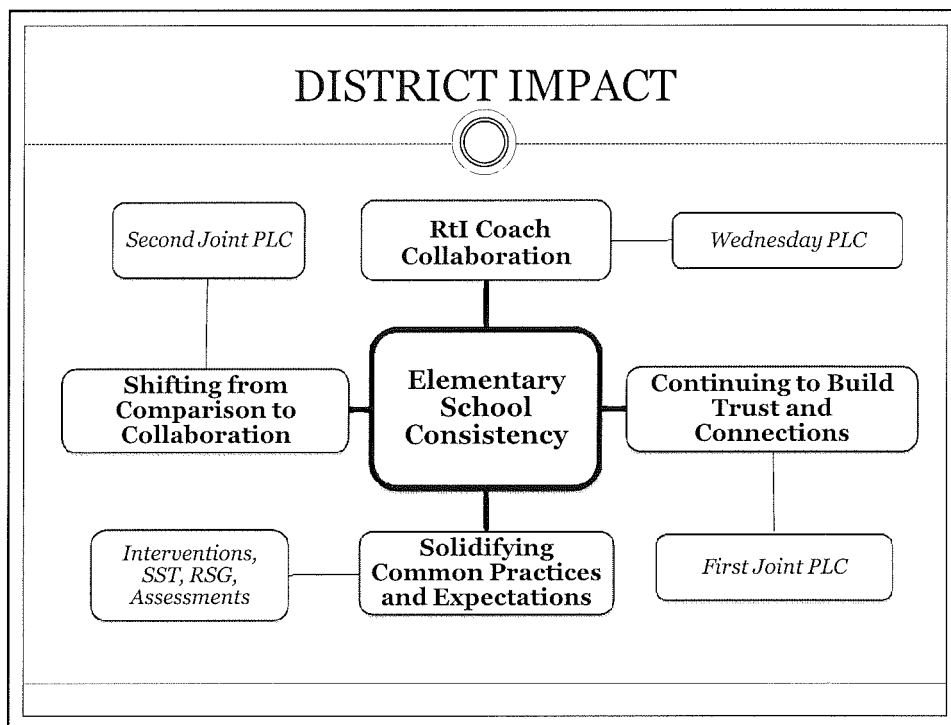 DISTRICT IMPACT
Second Joint PLC
RtI Coach
Collaboration
Wednesday PLC
Shifting from
Comparison to
Collaboration
Elementary
School
Consistency
Continuing to Build
Trust and
Connections
Interventions,
SST, RSG,
Assessments
Solidifying
Common Practices
and Expectations
First Joint PLC